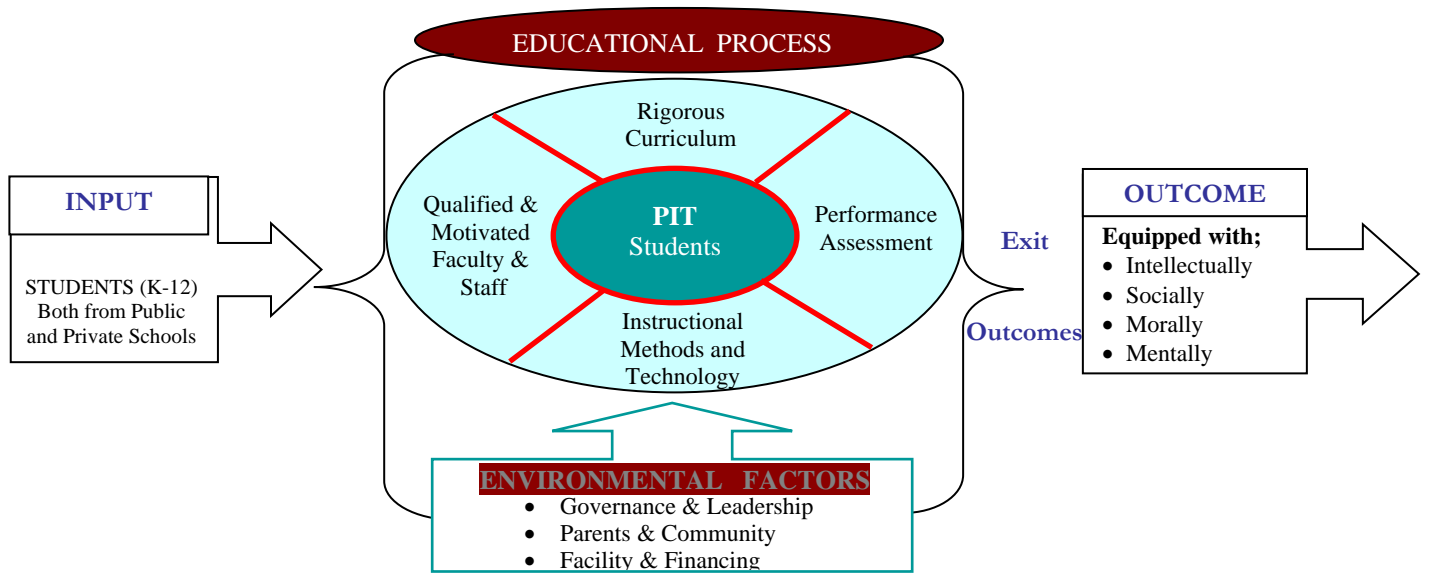 EDUCATIONAL PROCESS
INPUT
STUDENTS (K-12)
Both from Public
and Private Schools
Rigorous
Curriculum
Qualified &
Motivated
Faculty &
Staff
PIT
Students
Performance
Assessment
Instructional
Methods and
Technology
Exit
Outcomes
OUTCOME
Equipped with;
• Intellectually
• Socially
• Morally
• Mentally
ENVIRONMENTAL FACTORS
• Governance & Leadership
• Parents & Community
• Facility & Financing